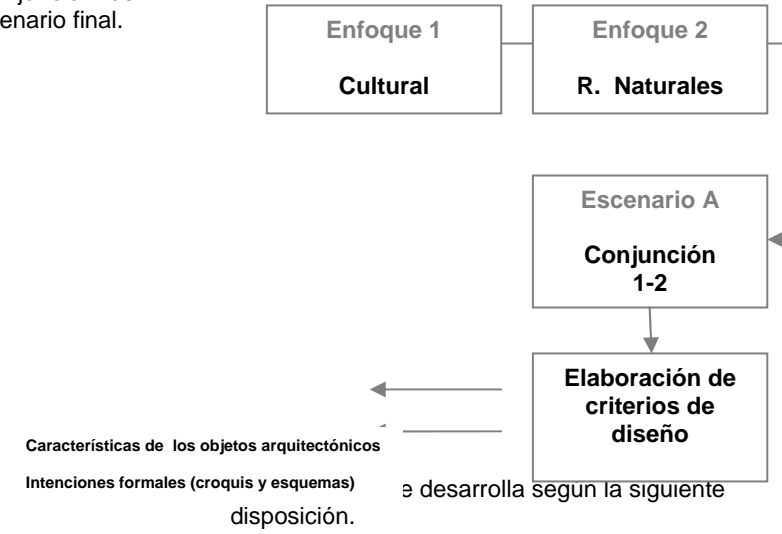 enario final.
Enfoque 1
Cultural
Enfoque 2
R. Naturales
Escenario A
Conjunción
1-2
Elaboración de
criterios de
diseño
Características de los objetos arquitectónicos
Intenciones formales (croquis y esquemas)
e desarrolla según la siguiente
disposición.